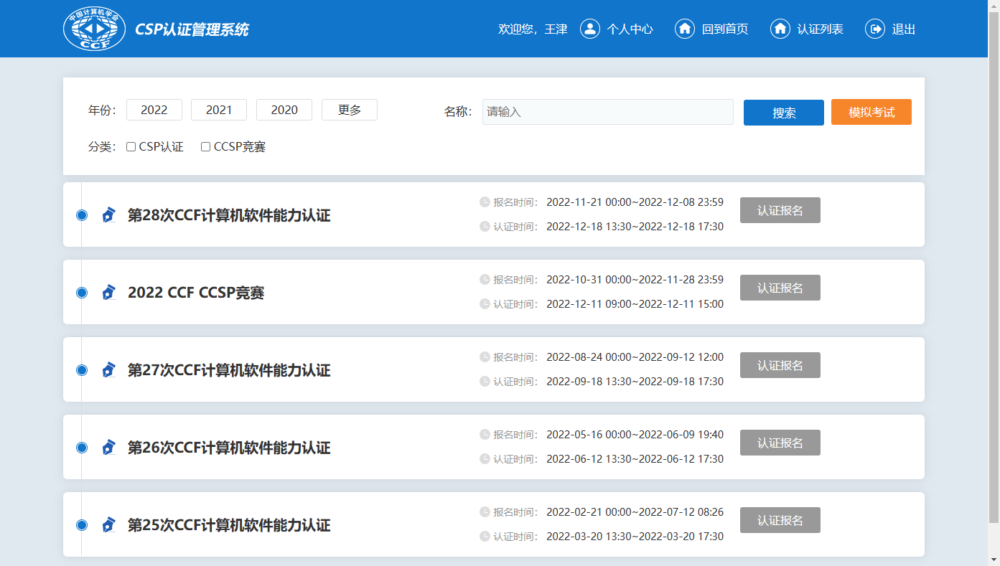 中国计算机学会
CCF
CSP认证管理系统
欢迎您，王津 个人中心 回到首页 认证列表 退出
年份： 2022 2021 2020 更多 名称： 请输入 搜索 模拟考试
分类： CSP认证 CCSP竞赛
第28次CCF计算机软件能力认证
报名时间： 2022-11-21 00:00~2022-12-08 23:59
认证时间： 2022-12-18 13:30~2022-12-18 17:30
认证报名
2022 CCF CCSP竞赛
报名时间： 2022-10-31 00:00~2022-11-28 23:59
认证时间： 2022-12-11 09:00~2022-12-11 15:00
认证报名
第27次CCF计算机软件能力认证
报名时间： 2022-08-24 00:00~2022-09-12 12:00
认证时间： 2022-09-18 13:30~2022-09-18 17:30
认证报名
第26次CCF计算机软件能力认证
报名时间： 2022-05-16 00:00~2022-06-09 19:40
认证时间： 2022-06-12 13:30~2022-06-12 17:30
认证报名
第25次CCF计算机软件能力认证
报名时间： 2022-02-21 00:00~2022-07-12 08:26
认证时间： 2022-03-20 13:30~2022-03-20 17:30
认证报名